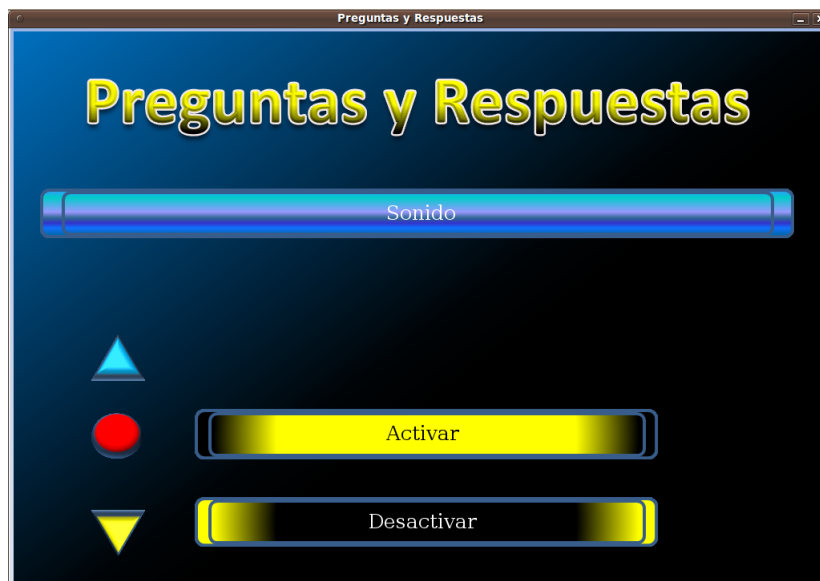 Preguntas y Respuestas
Preguntas y Respuestas
Sonido
Activar
Desactivar